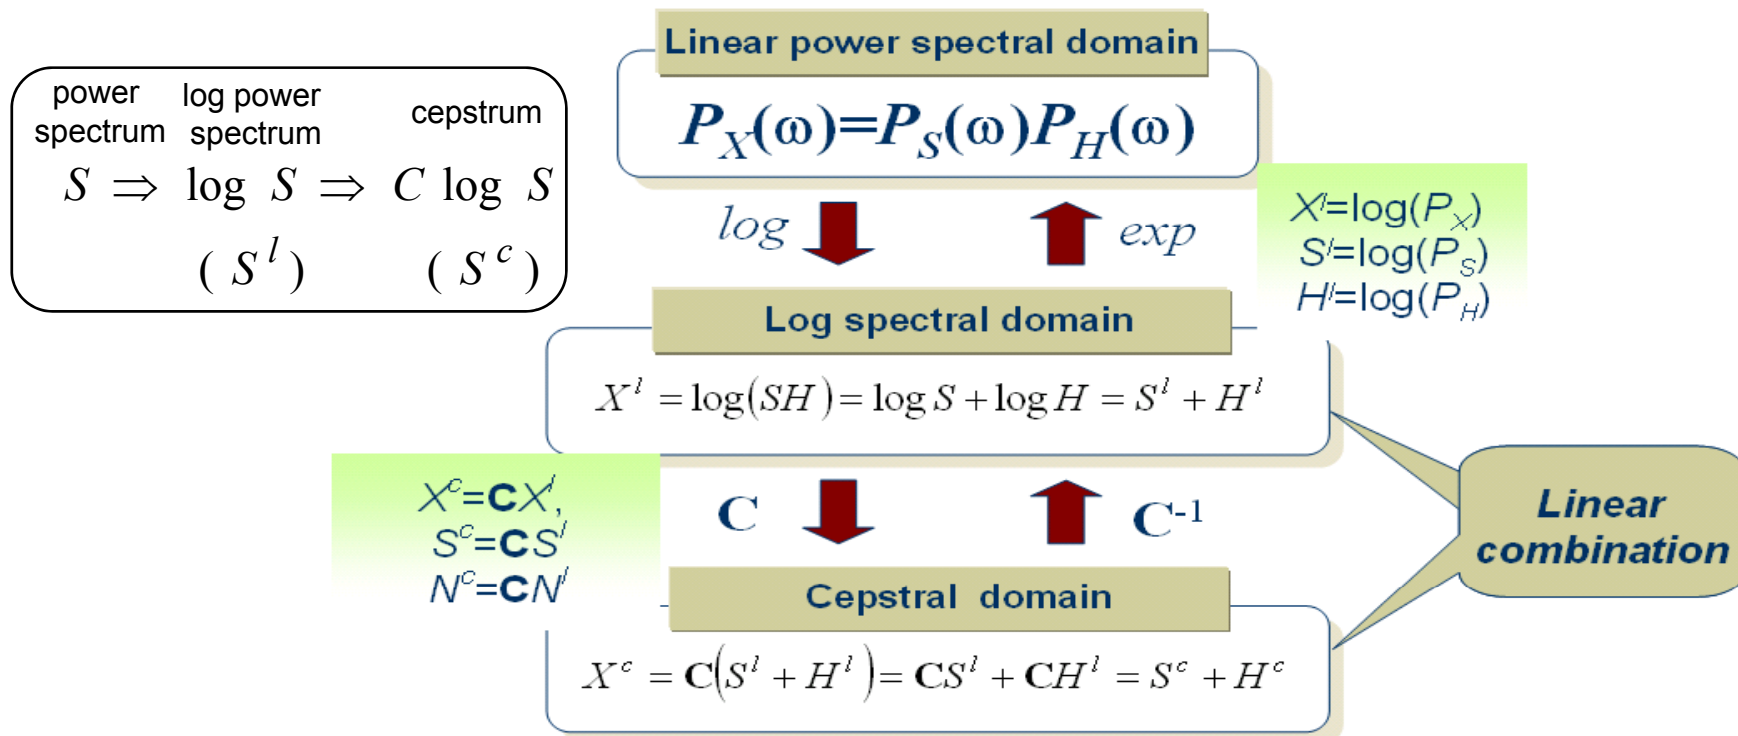 power spectrum
log power spectrum
cepstrum
S ⇒ log S ⇒ C log S
( S^l ) ( S^c )
Linear power spectral domain
P_X(ω)=P_S(ω)P_H(ω)
log
exp
X^l=log(P_X)
S^l=log(P_S)
H^l=log(P_H)
Log spectral domain
X^l = log(SH) = log S + log H = S^l + H^l
X^c=CX^l,
S^c=CS^l
N^c=CN^l
C
C^-1
Linear
combination
Cepstral domain
X^c = C(S^l + H^l) = CS^l + CH^l = S^c + H^c